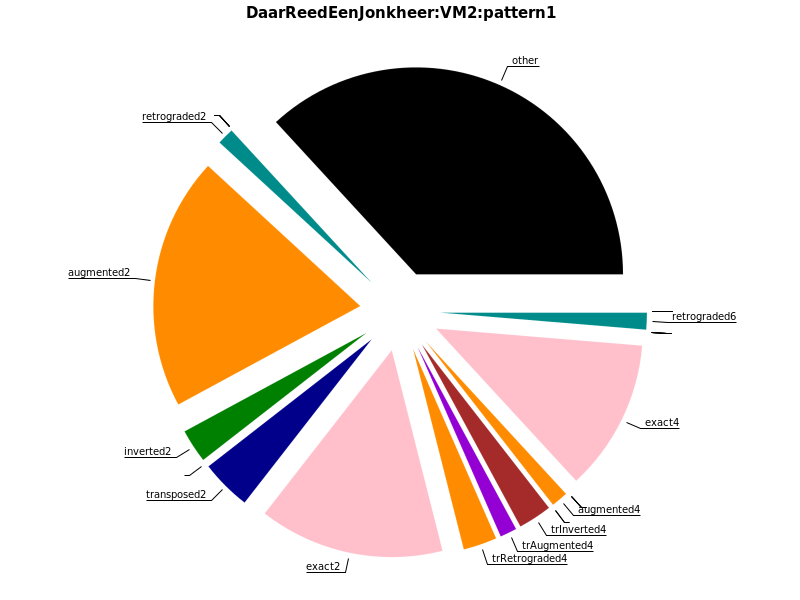 DaarReedEenJonkheer:VM2:pattern1
other
retrograded2
augmented2
retrograded6
exact4
inverted2
transposed2
augmented4
trInverted4
trAugmented4
trRetrograded4
exact2